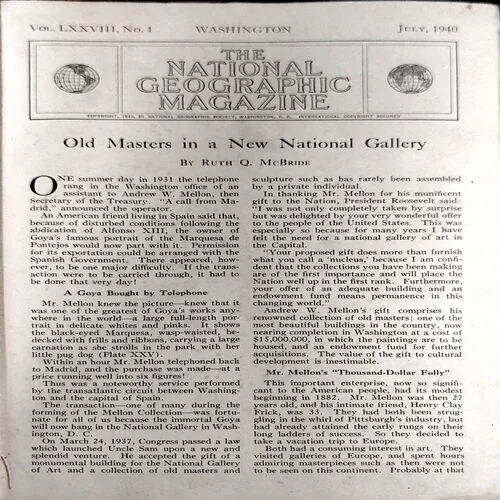 VOL. LXXVIII, No. 1 WASHINGTON JULY, 1940
THE
NATIONAL
GEOGRAPHIC
MAGAZINE
COPYRIGHT, 1940, BY NATIONAL GEOGRAPHIC SOCIETY, WASHINGTON, D. C. INTERNATIONAL COPYRIGHT SECURED
Old Masters in a New National Gallery
BY RUTH Q. MCBRIDE
ONE summer day in 1931 the telephone
rang in the Washington office of an
assistant to Andrew W. Mellon, then
Secretary of the Treasury. "A call from Ma-
drid," announced the operator.
An American friend living in Spain said that,
because of disturbed conditions following the
abdication of Alfonso XIII, the owner of
Goya's famous portrait of the Marquesa de
Pontejos would now part with it. Permission
for its exportation could be arranged with the
Spanish Government. There appeared, how-
ever, to be one major difficulty. If the trans-
action were to be carried through, it had to
be done that very day!
A Goya Bought by Telephone
Mr. Mellon knew the picture—knew that it
was one of the greatest of Goya's works any-
where in the world—a large full-length por-
trait in delicate whites and pinks. It shows
the black-eyed Marquesa, wasp-waisted, be-
decked with frills and ribbons, carrying a large
carnation as she strolls in the park, with her
little pug dog (Plate XXV).
Within an hour Mr. Mellon telephoned back
to Madrid, and the purchase was made—at a
price running well into six figures!
Thus was a noteworthy service performed
by the transatlantic circuit between Washing-
ton and the capital of Spain.
The transaction—one of many during the
forming of the Mellon Collection—was fortu-
nate for all of us because the immortal Goya
will now hang in the National Gallery in Wash-
ington, D. C.
On March 24, 1937, Congress passed a law
which launched Uncle Sam upon a new and
splendid venture. He accepted the gift of a
monumental building for the National Gallery
of Art and a collection of old masters and
sculpture such as has rarely been assembled
by a private individual.
In thanking Mr. Mellon for his munificent
gift to the Nation, President Roosevelt said:
"I was not only completely taken by surprise
but was delighted by your very wonderful offer
to the people of the United States. This was
especially so because for many years I have
felt the need for a national gallery of art in
the Capital.
"Your proposed gift does more than furnish
what you call a 'nucleus,' because I am confi-
dent that the collections you have been making
are of the first importance and will place the
Nation well up in the first rank. Furthermore,
your offer of an adequate building and an
endowment fund means permanence in this
changing world."
Andrew W. Mellon's gift comprises his
renowned collection of old masters; one of the
most beautiful buildings in the country, now
nearing completion in Washington at a cost of
$15,000,000, in which the paintings are to be
housed, and an endowment fund for further
acquisitions. The value of the gift to cultural
development is inestimable.
Mr. Mellon's "Thousand-Dollar Folly"
This important enterprise, now so signifi-
cant to the American people, had its modest
beginning in 1882. Mr. Mellon was then 27
years old, and his intimate friend, Henry Clay
Frick, was 33. They had both been strug-
gling in the whirl of Pittsburgh's industry, but
had already attained the early rungs on their
long ladders of success. So they decided to
take a vacation trip to Europe.
Both had a consuming interest in art. They
visited galleries of Europe, and spent hours
admiring masterpieces such as then were not
to be seen on this continent. Probably at that